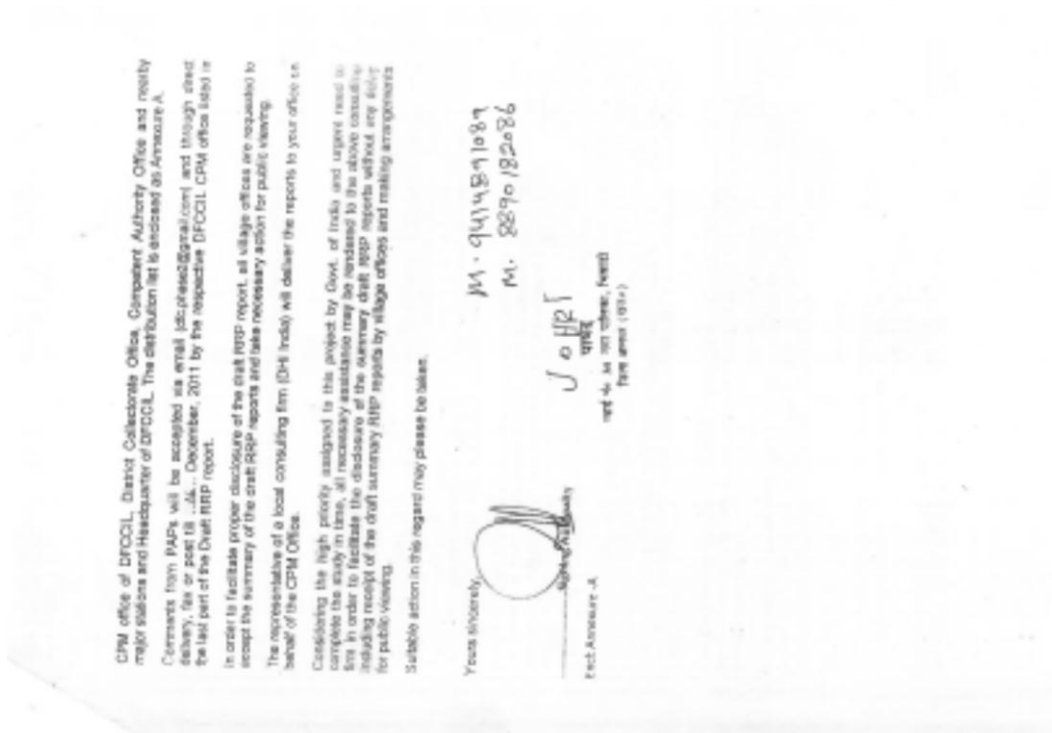 CPM office of DFCCIL, District Collectorate Office, Competent Authority Office and nearby
major stations and Headquarter of DFCCIL. The distribution list is enclosed as Annexure A.
Comments from PAPs will be accepted via email (dfc.phase2@gmail.com) and through direct
delivery, fax or post till December, 2011 by the respective DFCCIL CPM office listed in
the last part of the Draft RRP report.
In order to facilitate proper disclosure of the draft RRP report, all village offices are requested to
accept the summary of the draft RRP reports and take necessary action for public viewing.
The representative of a local consulting firm (DHI India) will deliver the reports to your office on
behalf of the CPM Office.
Considering the high priority assigned to this project by Govt. of India and urgent need to
complete the study in time, all necessary assistance may be rendered to the above consulting
firm in order to facilitate the disclosure of the summary draft RRP reports without any delay
including receipt of the draft summary RRP reports by village offices and making arrangements
for public viewing.
Suitable action in this regard may please be taken.
Yours sincerely,
M. 9414891089
M. 8890182086
JOHRI
पार्षद
Encl: Annexure -A